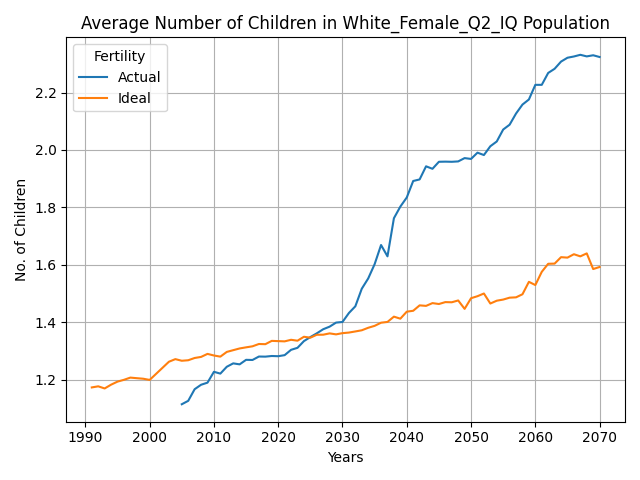 Average Number of Children in White_Female_Q2_IQ Population
Fertility
Actual
Ideal
2.2
2.0
1.8
1.6
1.4
1.2
No. of Children
1990 2000 2010 2020 2030 2040 2050 2060 2070
Years